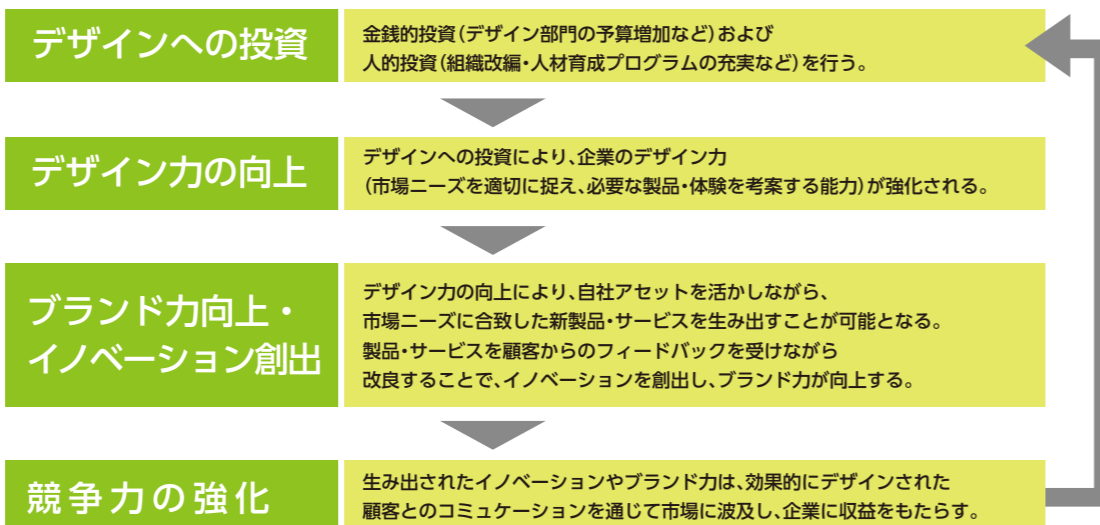 デザインへの投資
金銭的投資(デザイン部門の予算増加など)および
人的投資(組織改編・人材育成プログラムの充実など)を行う。
デザイン力の向上
デザインへの投資により、企業のデザイン力
(市場ニーズを適切に捉え、必要な製品・体験を考案する能力)が強化される。
ブランド力向上・
イノベーション創出
デザイン力の向上により、自社アセットを活かしながら、
市場ニーズに合致した新製品・サービスを生み出すことが可能となる。
製品・サービスを顧客からのフィードバックを受けながら
改良することで、イノベーションを創出し、ブランド力が向上する。
競争力の強化
生み出されたイノベーションやブランド力は、効果的にデザインされた
顧客とのコミュケーションを通じて市場に波及し、企業に収益をもたらす。